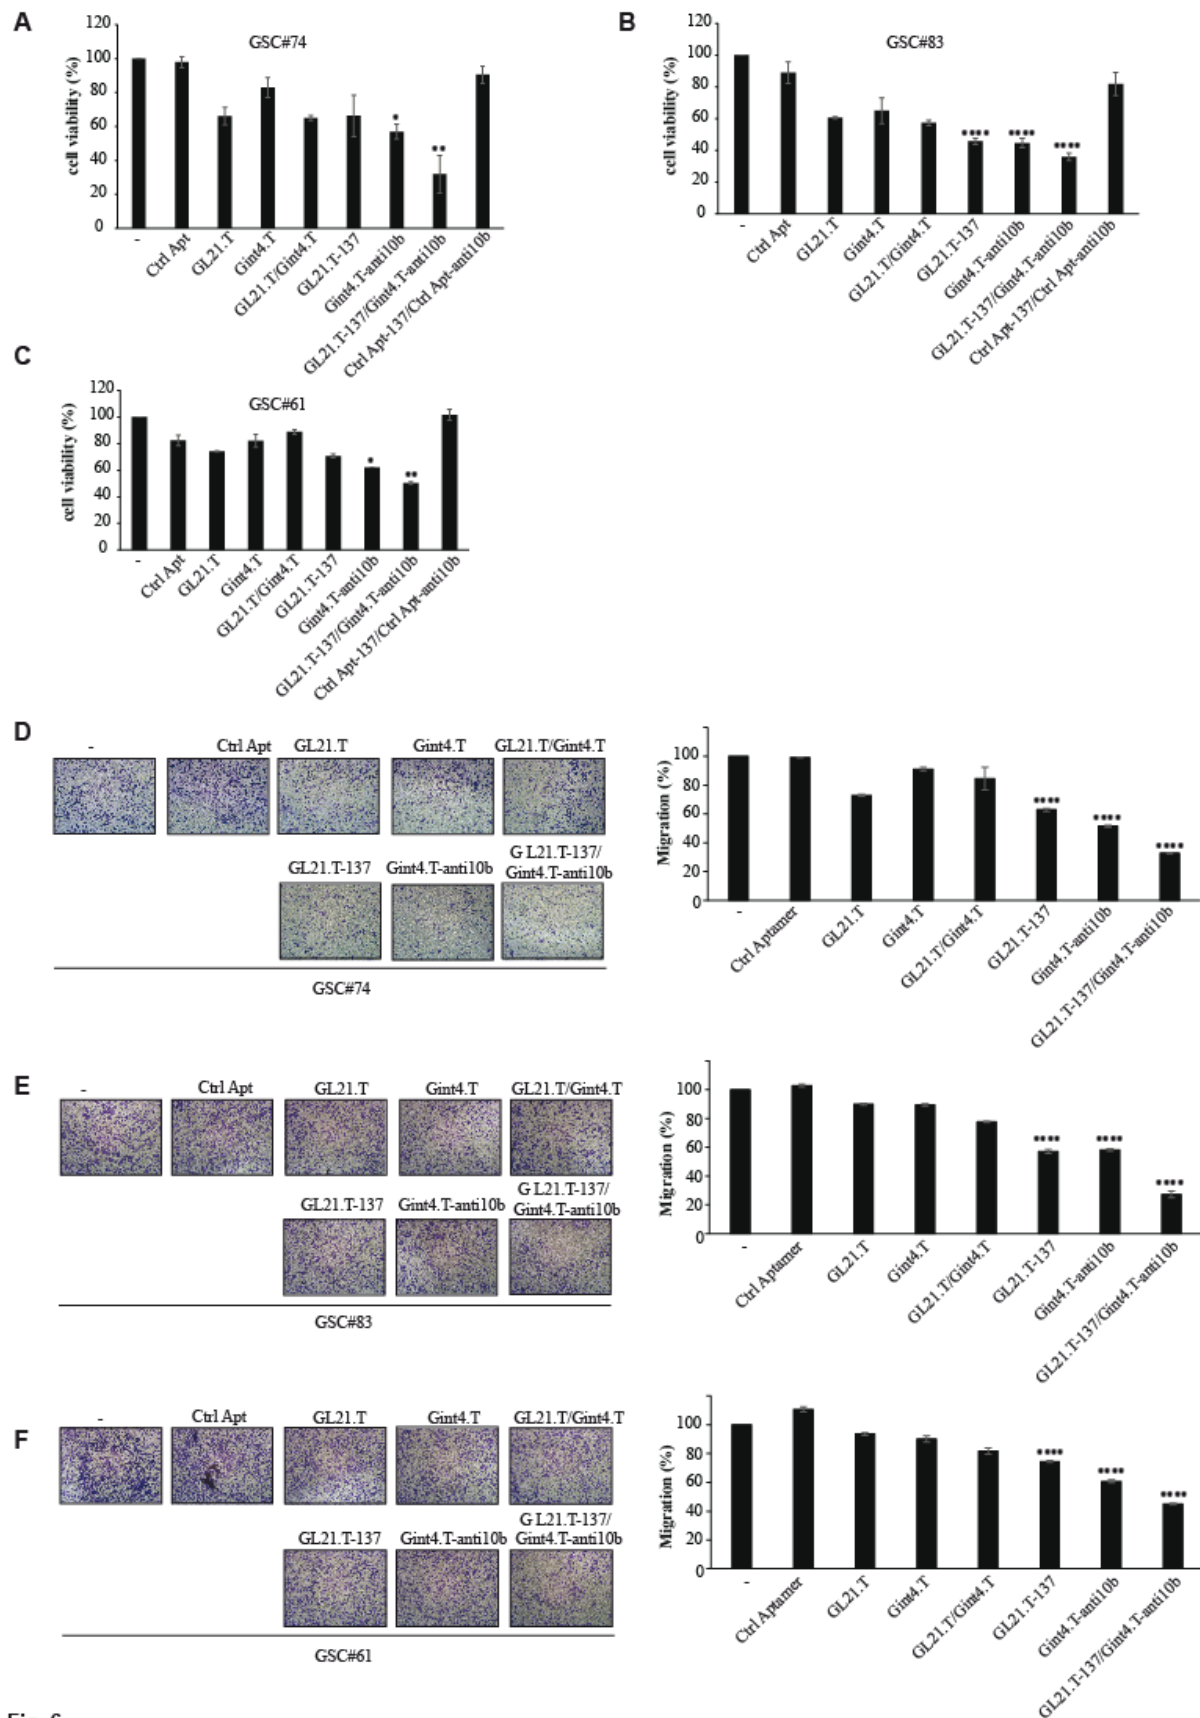 A
GSC#74
cell viability (%)
120
100
80
60
40
20
0
*
**
-
Ctrl Apt
GL21.T
Gint4.T
GL21.T/Gint4.T
GL21.T-137
Gint4.T-anti10b
GL21.T-137/Gint4.T-anti10b
Ctrl Apt-137/Ctrl Apt-anti10b
B
GSC#83
cell viability (%)
120
100
80
60
40
20
0
****
****
****
-
Ctrl Apt
GL21.T
Gint4.T
GL21.T/Gint4.T
GL21.T-137
Gint4.T-anti10b
GL21.T-137/Gint4.T-anti10b
Ctrl Apt-137/Ctrl Apt-anti10b
C
GSC#61
cell viability (%)
120
100
80
60
40
20
0
*
**
-
Ctrl Apt
GL21.T
Gint4.T
GL21.T/Gint4.T
GL21.T-137
Gint4.T-anti10b
GL21.T-137/Gint4.T-anti10b
Ctrl Apt-137/Ctrl Apt-anti10b
D
-
Ctrl Apt
GL21.T
Gint4.T
GL21.T/Gint4.T
GL21.T-137
Gint4.T-anti10b
G L21.T-137/
Gint4.T-anti10b
GSC#74
Migration (%)
100
80
60
40
20
0
****
****
****
-
Ctrl Aptamer
GL21.T
Gint4.T
GL21.T/Gint4.T
GL21.T-137
Gint4.T-anti10b
GL21.T-137/Gint4.T-anti10b
E
-
Ctrl Apt
GL21.T
Gint4.T
GL21.T/Gint4.T
GL21.T-137
Gint4.T-anti10b
G L21.T-137/
Gint4.T-anti10b
GSC#83
Migration (%)
100
80
60
40
20
0
****
****
****
-
Ctrl Aptamer
GL21.T
Gint4.T
GL21.T/Gint4.T
GL21.T-137
Gint4.T-anti10b
GL21.T-137/Gint4.T-anti10b
F
-
Ctrl Apt
GL21.T
Gint4.T
GL21.T/Gint4.T
GL21.T-137
Gint4.T-anti10b
G L21.T-137/
Gint4.T-anti10b
GSC#61
Migration (%)
100
80
60
40
20
0
****
****
****
-
Ctrl Aptamer
GL21.T
Gint4.T
GL21.T/Gint4.T
GL21.T-137
Gint4.T-anti10b
GL21.T-137/Gint4.T-anti10b